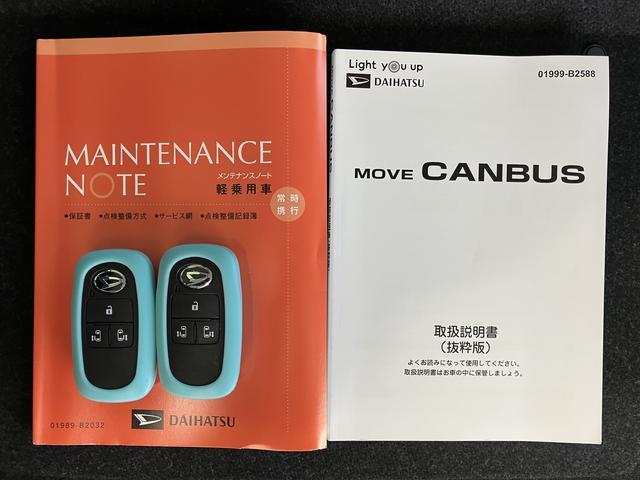 MAINTENANCE
NOTE
メンテナンスノート
軽乗用車
常時
携行
●保証書 ●点検整備方式 ●サービス網 ●点検整備記録簿
DAIHATSU
01989-B2032
Light you up
DAIHATSU
01999-B2588
MOVE CANBUS
取扱説明書
（抜粋版）
よくお読みになって使用してください。
取扱説明書はお車の中に保管しましょう。